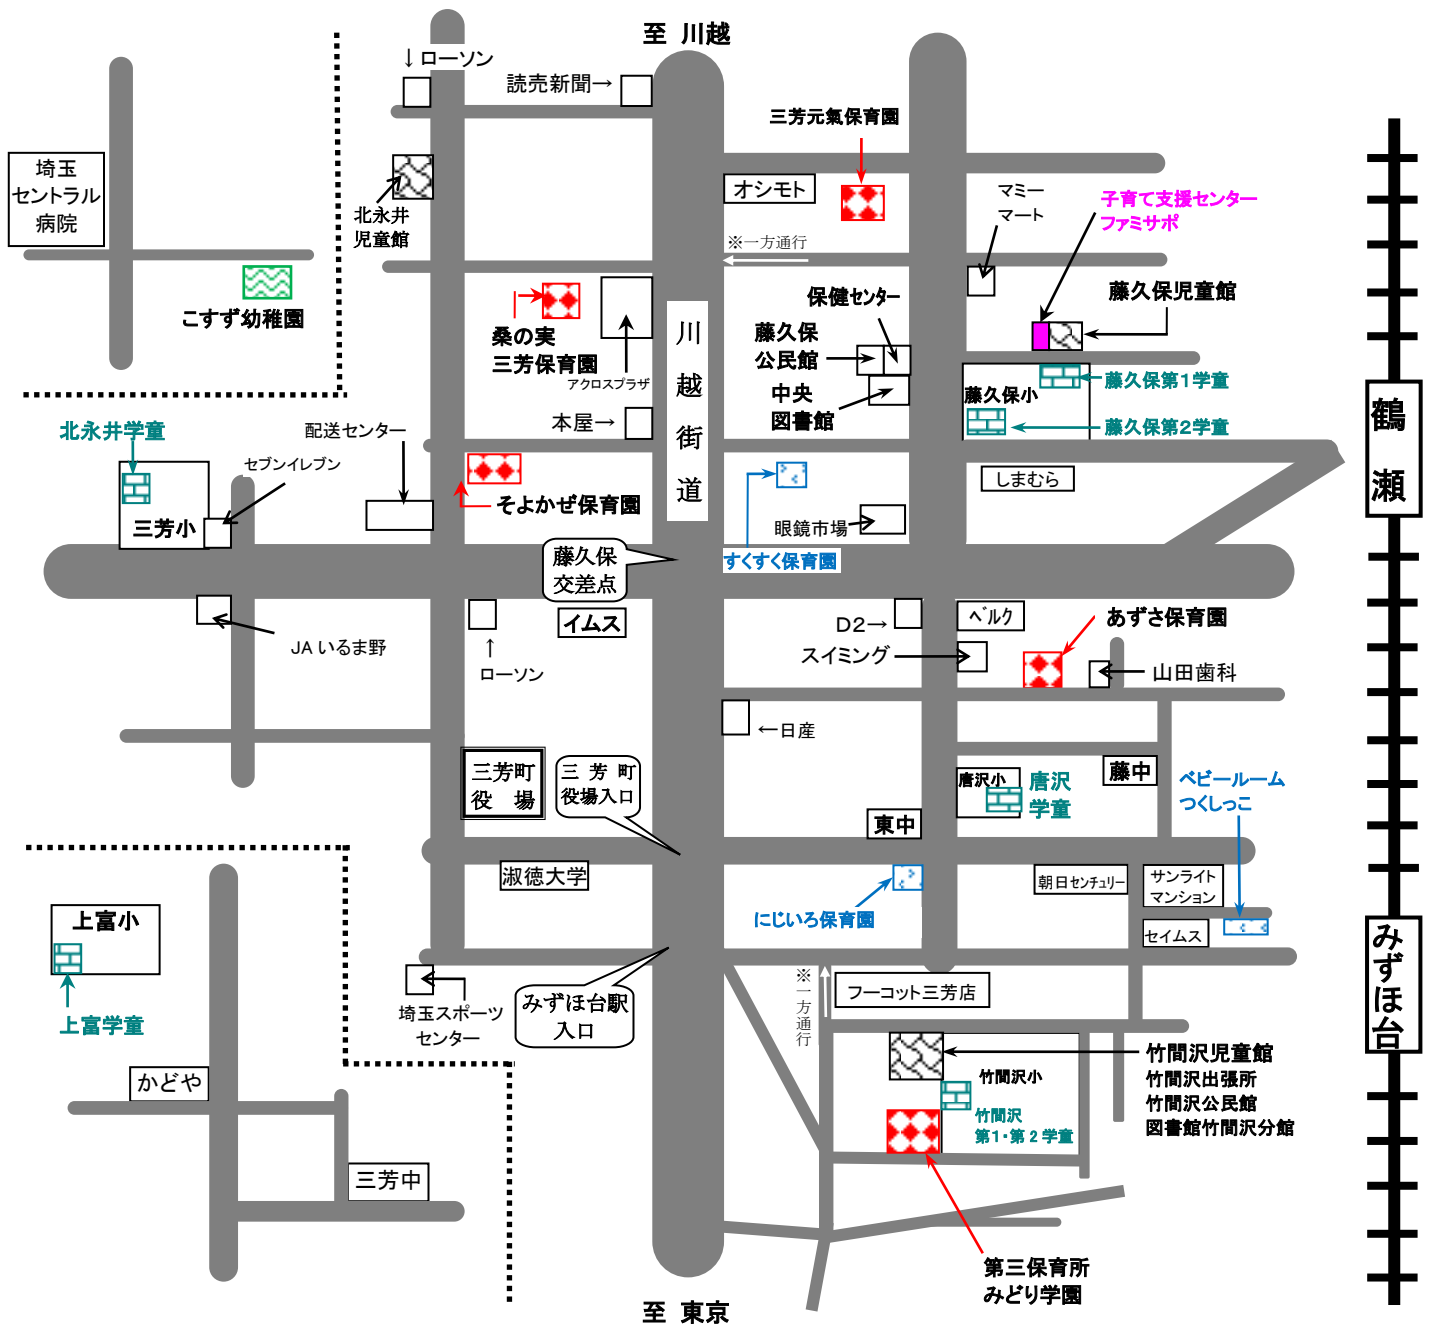 至 川越
↓ローソン
読売新聞→
三芳元氣保育園
埼玉
セントラル
病院
オシモト
マミー
マート
子育て支援センター
ファミサポ
北永井
児童館
※一方通行
こすず幼稚園
桑の実
三芳保育園
アクロスプラザ
川越街道
保健センター
藤久保
公民館
中央
図書館
藤久保児童館
藤久保小
藤久保第1学童
藤久保第2学童
鶴瀬
本屋→
北永井学童
配送センター
セブンイレブン
三芳小
そよかぜ保育園
しまむら
眼鏡市場
すくすく保育園
藤久保
交差点
イムス
JAいるま野
↑
ローソン
D2→
ベルク
スイミング
あずさ保育園
山田歯科
←日産
三芳町
役 場
三 芳 町
役場入口
藤中
唐沢小
唐沢
学童
東中
ベビールーム
つくしっこ
淑徳大学
朝日センチュリー
サンライト
マンション
にじいろ保育園
セイムス
みずほ台
上富小
上富学童
埼玉スポーツ
センター
みずほ台駅
入口
※一方通行
フーコット三芳店
竹間沢児童館
竹間沢出張所
竹間沢公民館
図書館竹間沢分館
竹間沢小
竹間沢
第1・第2学童
かどや
三芳中
第三保育所
みどり学園
至 東京